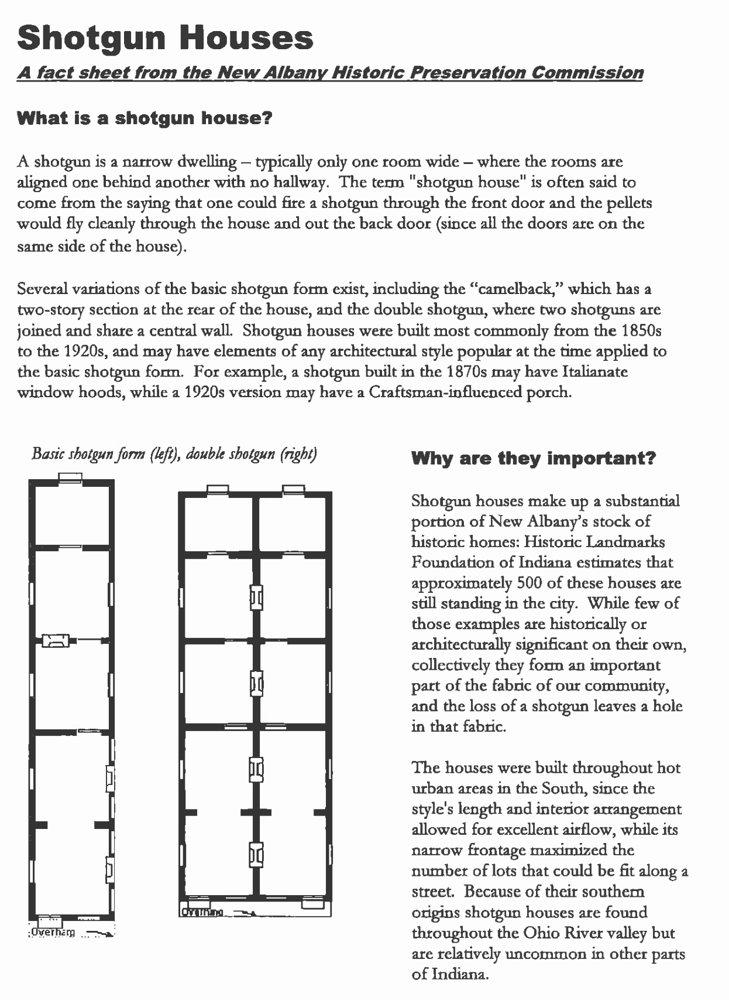 Shotgun Houses
A fact sheet from the New Albany Historic Preservation Commission
What is a shotgun house?
A shotgun is a narrow dwelling – typically only one room wide – where the rooms are
aligned one behind another with no hallway. The term "shotgun house" is often said to
come from the saying that one could fire a shotgun through the front door and the pellets
would fly cleanly through the house and out the back door (since all the doors are on the
same side of the house).
Several variations of the basic shotgun form exist, including the “camelback,” which has a
two-story section at the rear of the house, and the double shotgun, where two shotguns are
joined and share a central wall. Shotgun houses were built most commonly from the 1850s
to the 1920s, and may have elements of any architectural style popular at the time applied to
the basic shotgun form. For example, a shotgun built in the 1870s may have Italianate
window hoods, while a 1920s version may have a Craftsman-influenced porch.
Basic shotgun form (left), double shotgun (right)
Overhang
Overhang
Why are they important?
Shotgun houses make up a substantial
portion of New Albany’s stock of
historic homes: Historic Landmarks
Foundation of Indiana estimates that
approximately 500 of these houses are
still standing in the city. While few of
those examples are historically or
architecturally significant on their own,
collectively they form an important
part of the fabric of our community,
and the loss of a shotgun leaves a hole
in that fabric.
The houses were built throughout hot
urban areas in the South, since the
style's length and interior arrangement
allowed for excellent airflow, while its
narrow frontage maximized the
number of lots that could be fit along a
street. Because of their southern
origins shotgun houses are found
throughout the Ohio River valley but
are relatively uncommon in other parts
of Indiana.